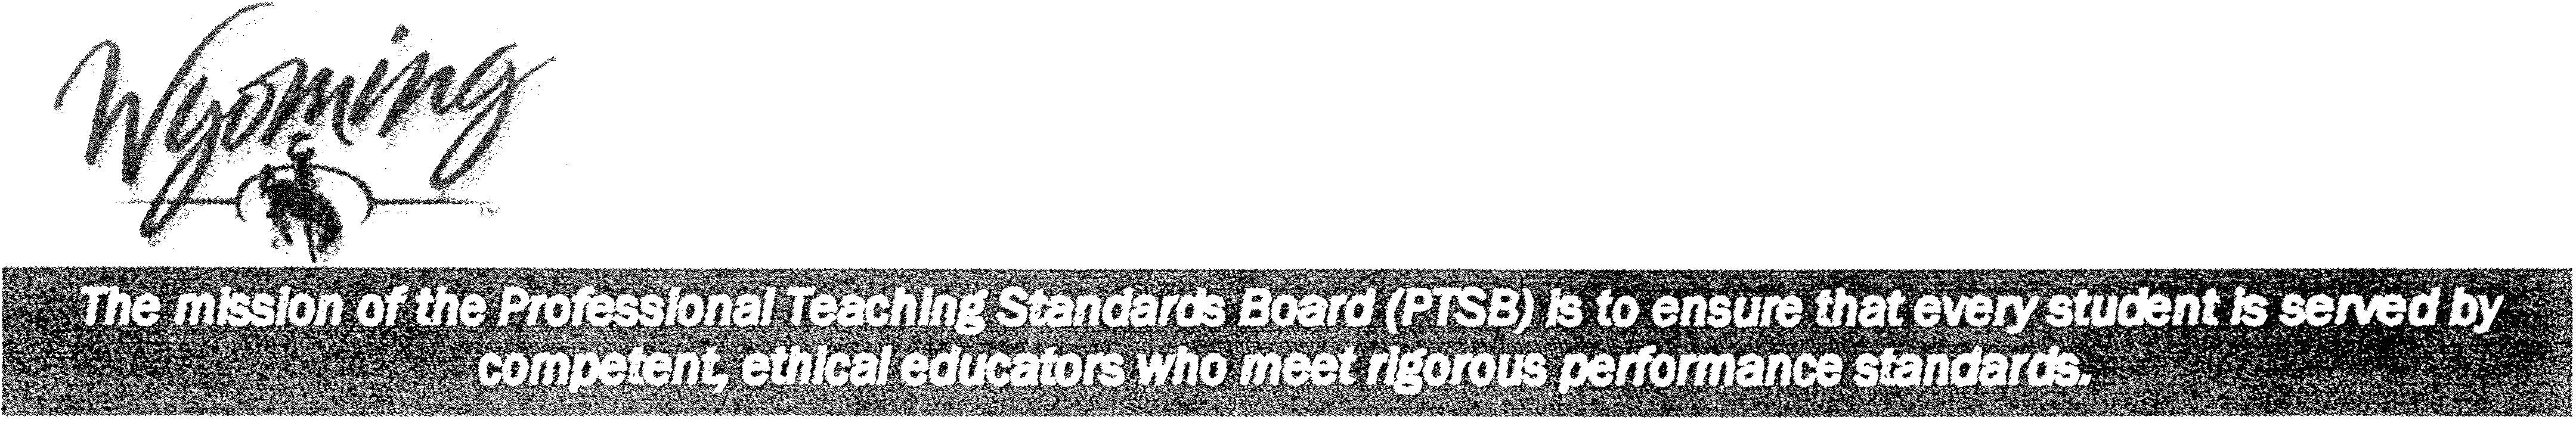 Wyoming
The mission of the Professional Teaching Standards Board (PTSB) is to ensure that every student is served by
competent, ethical educators who meet rigorous performance standards.